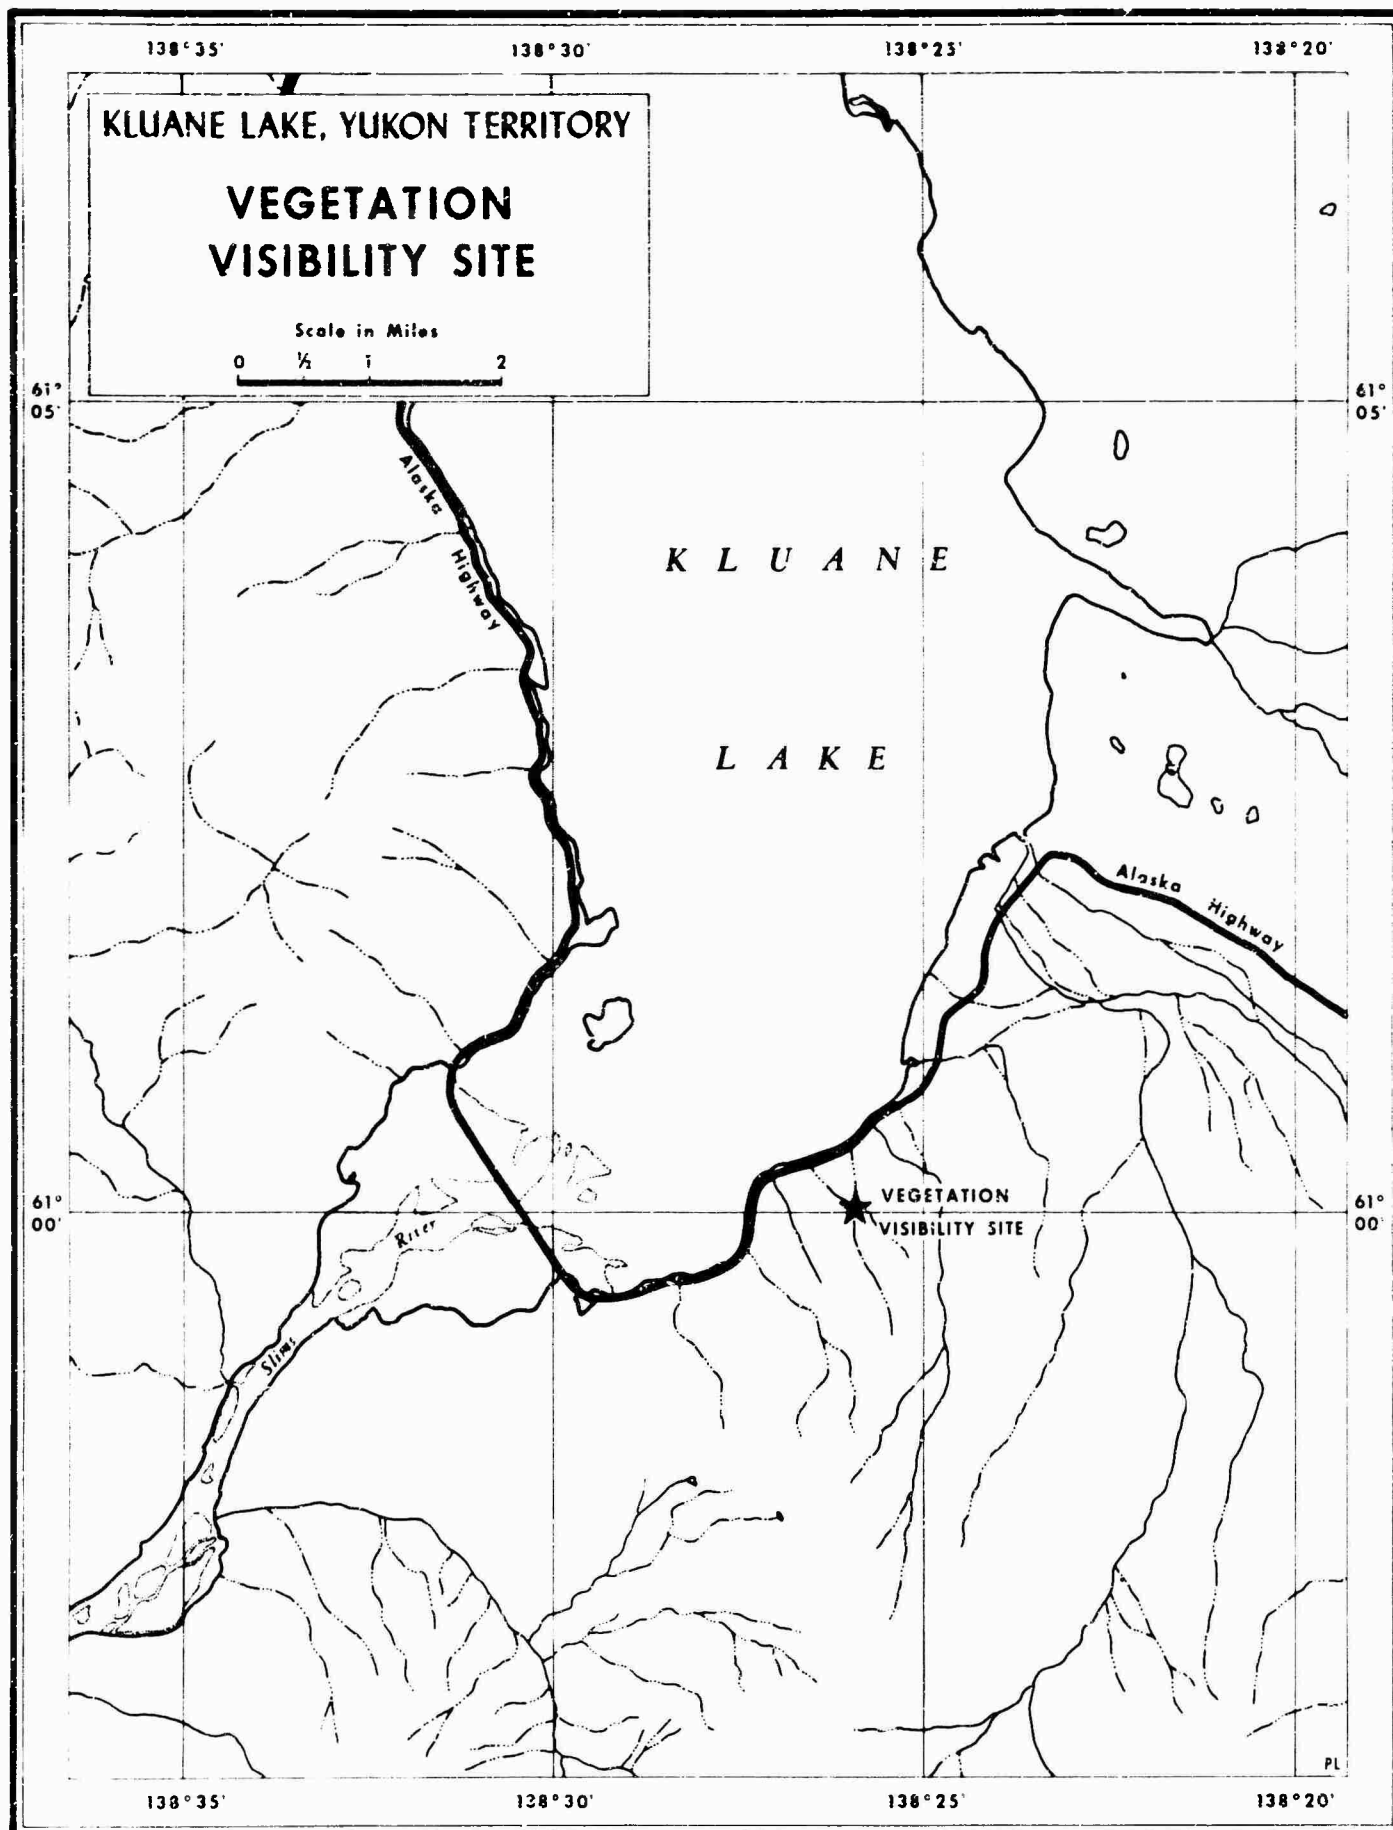 138°35' 138°30' 138°25' 138°20'
KLUANE LAKE, YUKON TERRITORY
VEGETATION
VISIBILITY SITE
Scale in Miles
0 ½ 1 2
61° 61°
05' 05'
Alaska
Highway
KLUANE
LAKE
Alaska
Highway
61° 61°
00' 00'
VEGETATION
VISIBILITY SITE
River
Slims
PL
138°35' 138°30' 138°25' 138°20'